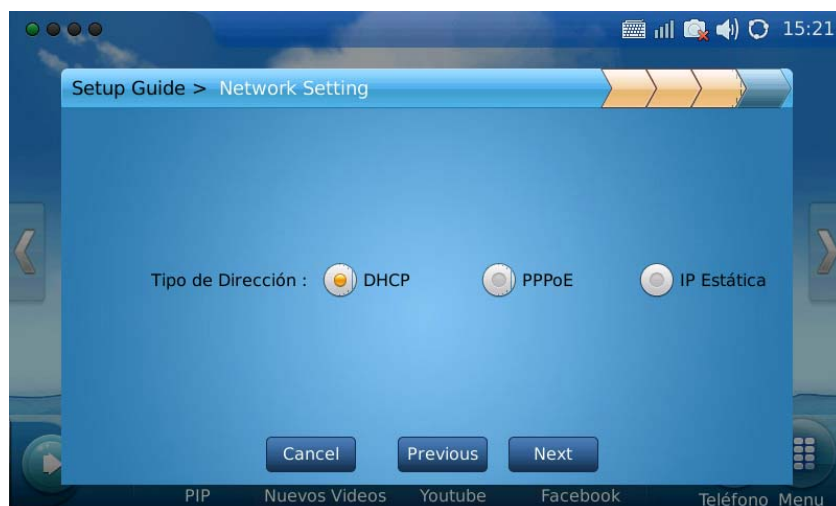 15:21
Setup Guide > Network Setting
Tipo de Dirección : DHCP PPPoE IP Estática
Cancel Previous Next
PIP Nuevos Videos Youtube Facebook Teléfono Menu